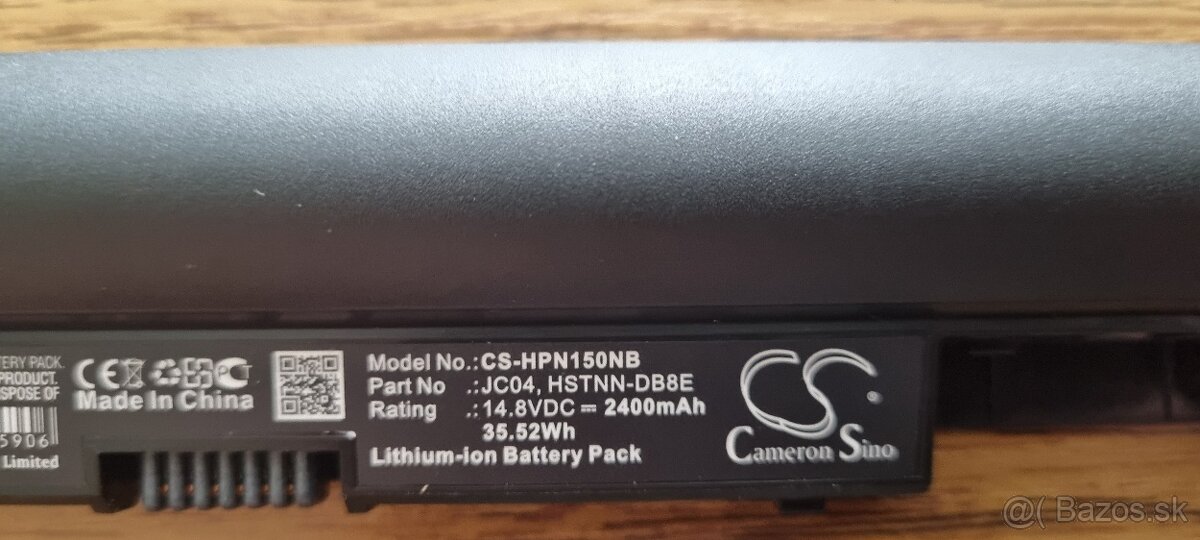 TERY PACK
PRODUCT.
SPOSE OF
5906
Limited
CE
Made In China
Model No.:CS-HPN150NB
Part No .:JC04, HSTNN-DB8E
Rating .:14.8VDC ⎓ 2400mAh
35.52Wh
Lithium-ion Battery Pack
CS
Cameron Sino
@( Bazos.sk